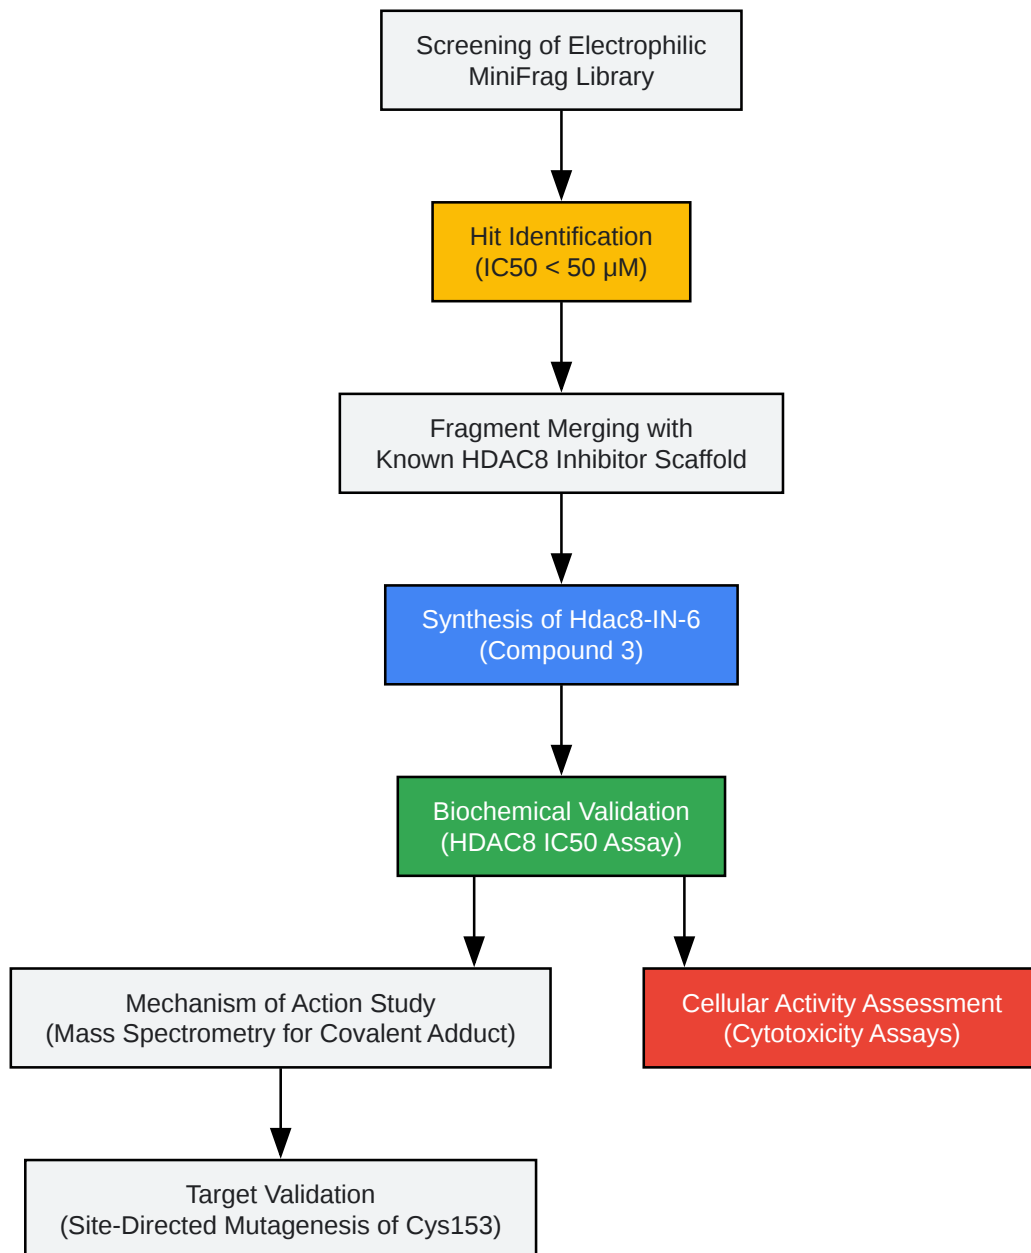 Screening of Electrophilic
MiniFrag Library
Hit Identification
(IC50 < 50 μM)
Fragment Merging with
Known HDAC8 Inhibitor Scaffold
Synthesis of Hdac8-IN-6
(Compound 3)
Biochemical Validation
(HDAC8 IC50 Assay)
Mechanism of Action Study
(Mass Spectrometry for Covalent Adduct)
Cellular Activity Assessment
(Cytotoxicity Assays)
Target Validation
(Site-Directed Mutagenesis of Cys153)